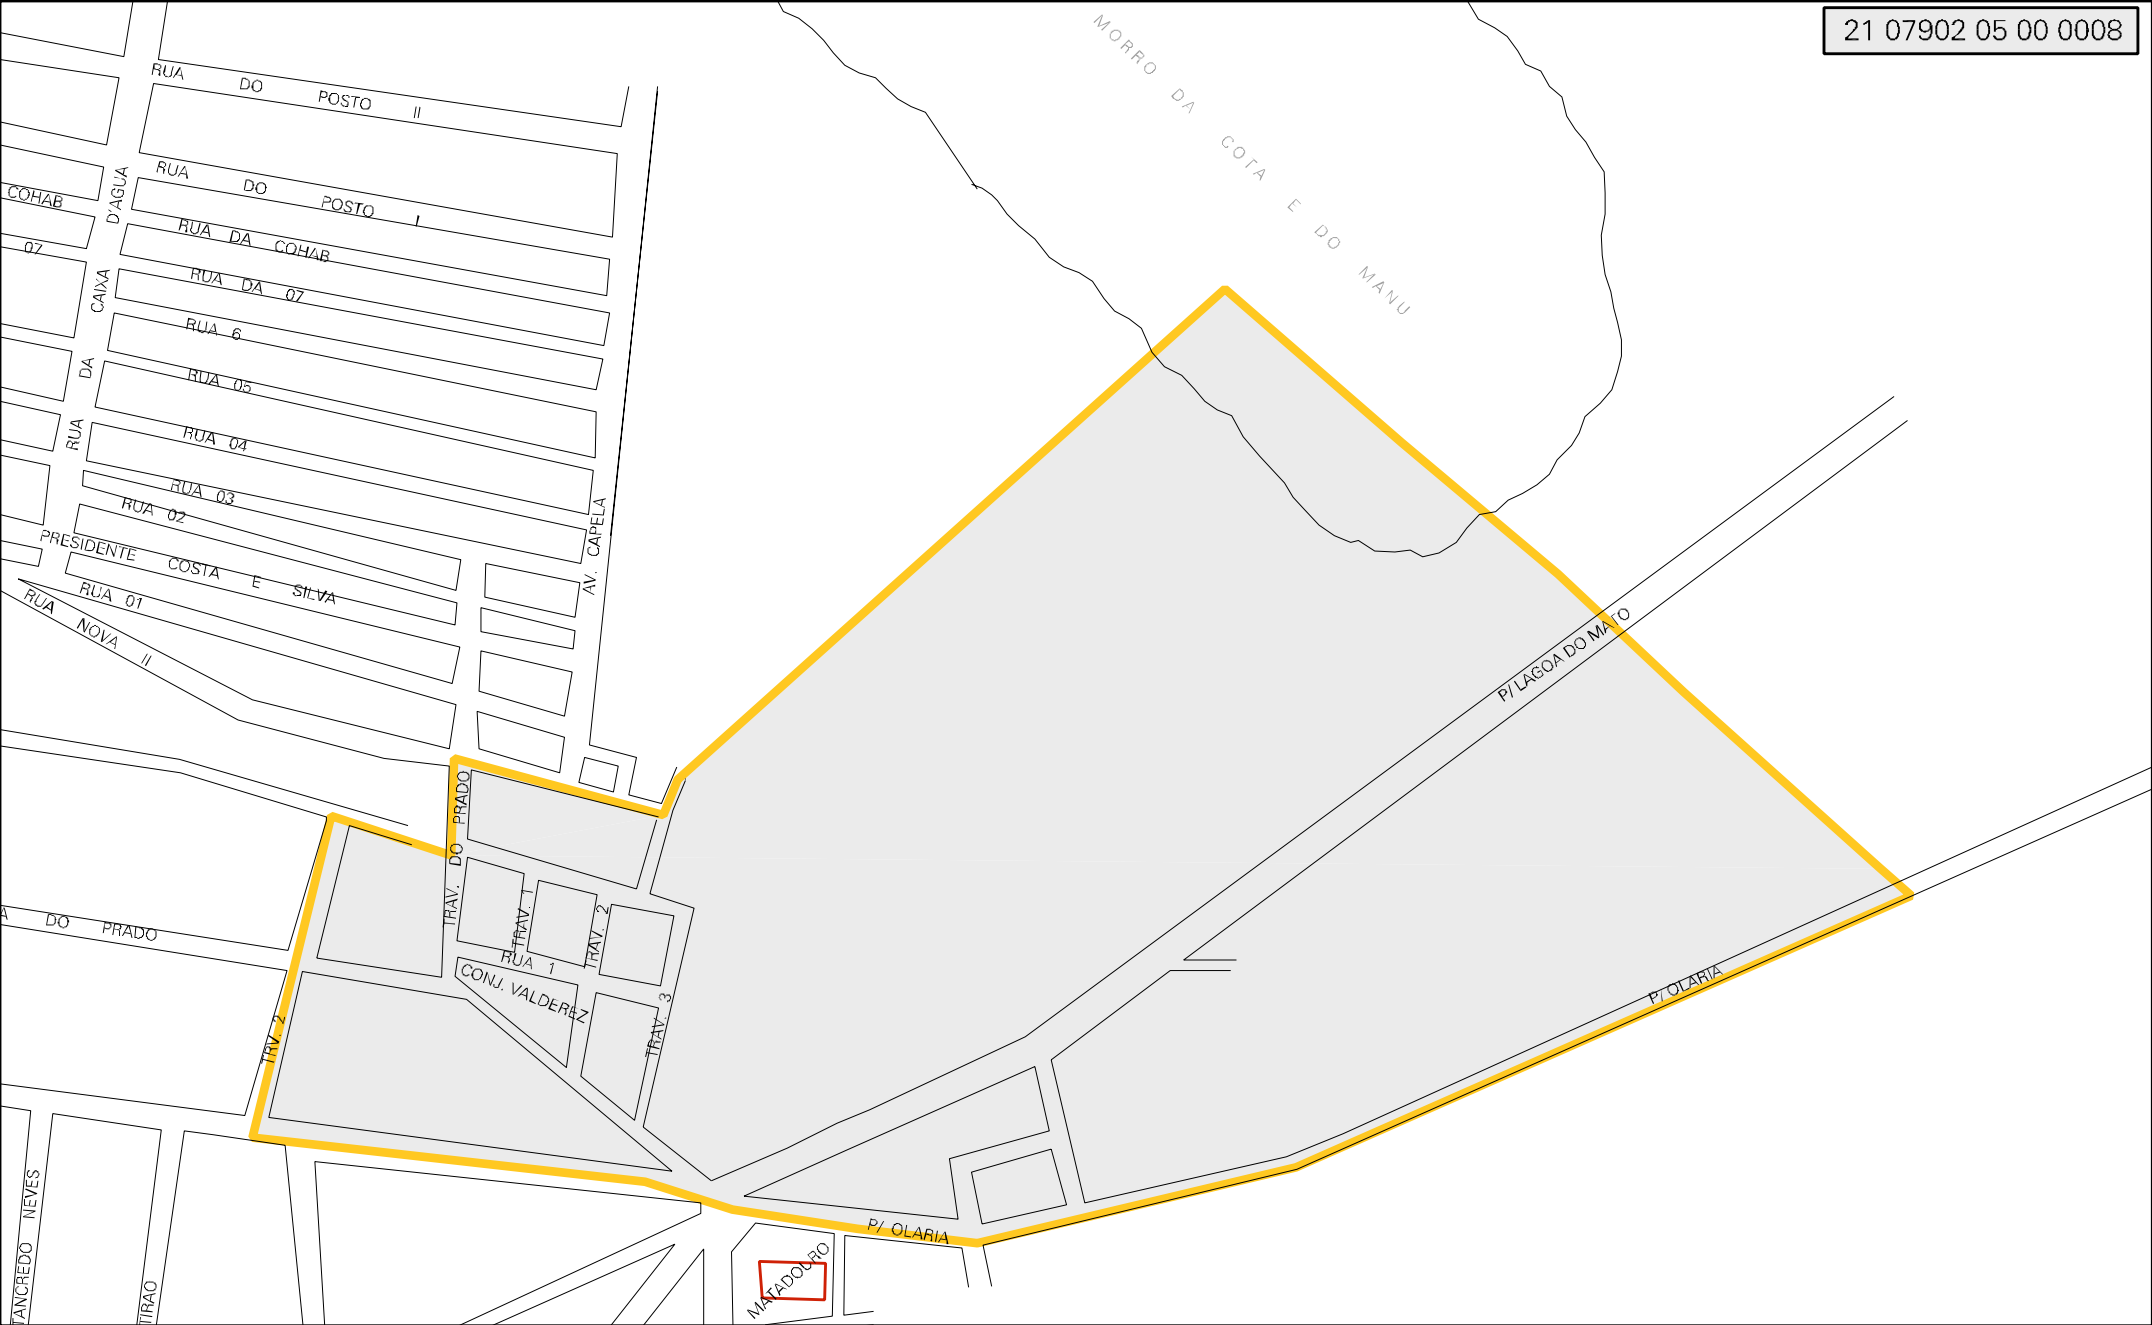 21 07902 05 00 0008
MORRO DA COTA E DO MANU
RUA DO POSTO II
RUA DO POSTO I
COHAB
RUA DA COHAB
07
RUA DA 07
RUA 6
RUA 05
RUA 04
RUA 03
RUA 02
PRESIDENTE COSTA E SILVA
RUA 01
RUA NOVA II
RUA DA CAIXA D'AGUA
AV. CAPELA
P/ LAGOA DO MATO
TRAV. DO PRADO
TRAV. 1
TRAV. 2
A DO PRADO
RUA 1
CONJ. VALDEREZ
TRAV. 3
TRV. 2
P/ OLARIA
P/ OLARIA
MATADOURO
TANCREDO NEVES
TIRAO